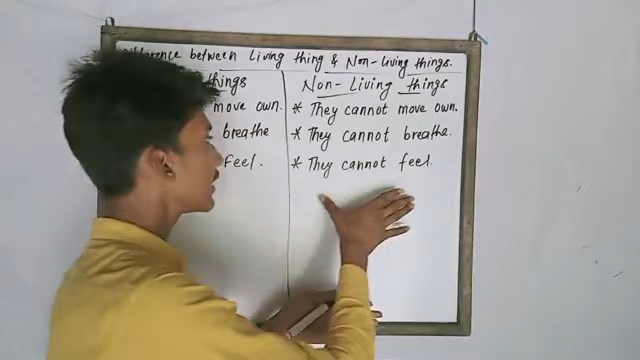 Difference between Living thing & Non-Living things.
things
Non-Living things
move own.
* They cannot move own.
breathe
* They cannot breathe.
Feel.
* They cannot feel.